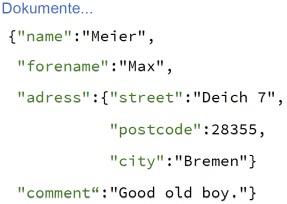 Dokumente...
{"name":"Meier",
"forename":"Max",
"adress":{"street":"Deich 7",
"postcode":28355,
"city":"Bremen"}
"comment“:"Good old boy."}